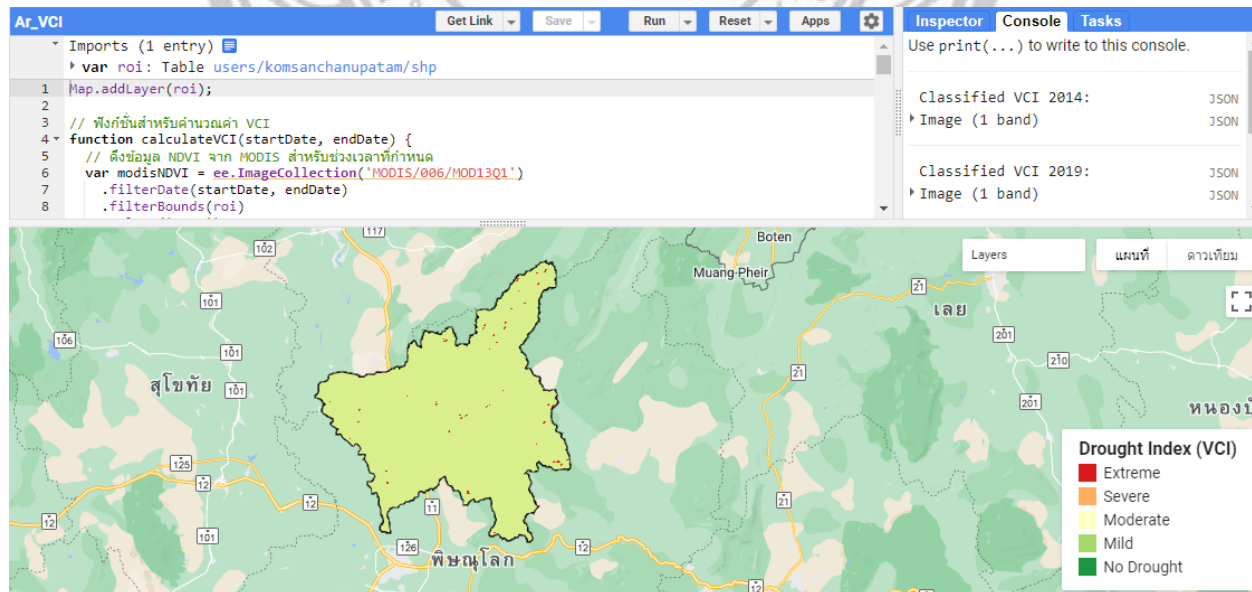 Ar_VCI
Get Link
Save
Run
Reset
Apps
Inspector
Console
Tasks
Imports (1 entry)
var roi: Table users/komsanchanupatam/shp
1 Map.addLayer(roi);
2
3 // ฟังก์ชั่นสำหรับคำนวณค่า VCI
4 function calculateVCI(startDate, endDate) {
5 // ดึงข้อมูล NDVI จาก MODIS สำหรับช่วงเวลาที่กำหนด
6 var modisNDVI = ee.ImageCollection('MODIS/006/MOD13Q1')
7 .filterDate(startDate, endDate)
8 .filterBounds(roi)
Use print(...) to write to this console.
Classified VCI 2014:
JSON
Image (1 band)
JSON
Classified VCI 2019:
JSON
Image (1 band)
JSON
117
102
Boten
Muang Pheir
Layers
แผนที่
ดาวเทียม
101
21
เลย
106
101
201
210
สุโขทัย
101
21
201
125
12
12
11
21
12
101
126
12
พิษณุโลก
12
Drought Index (VCI)
Extreme
Severe
Moderate
Mild
No Drought